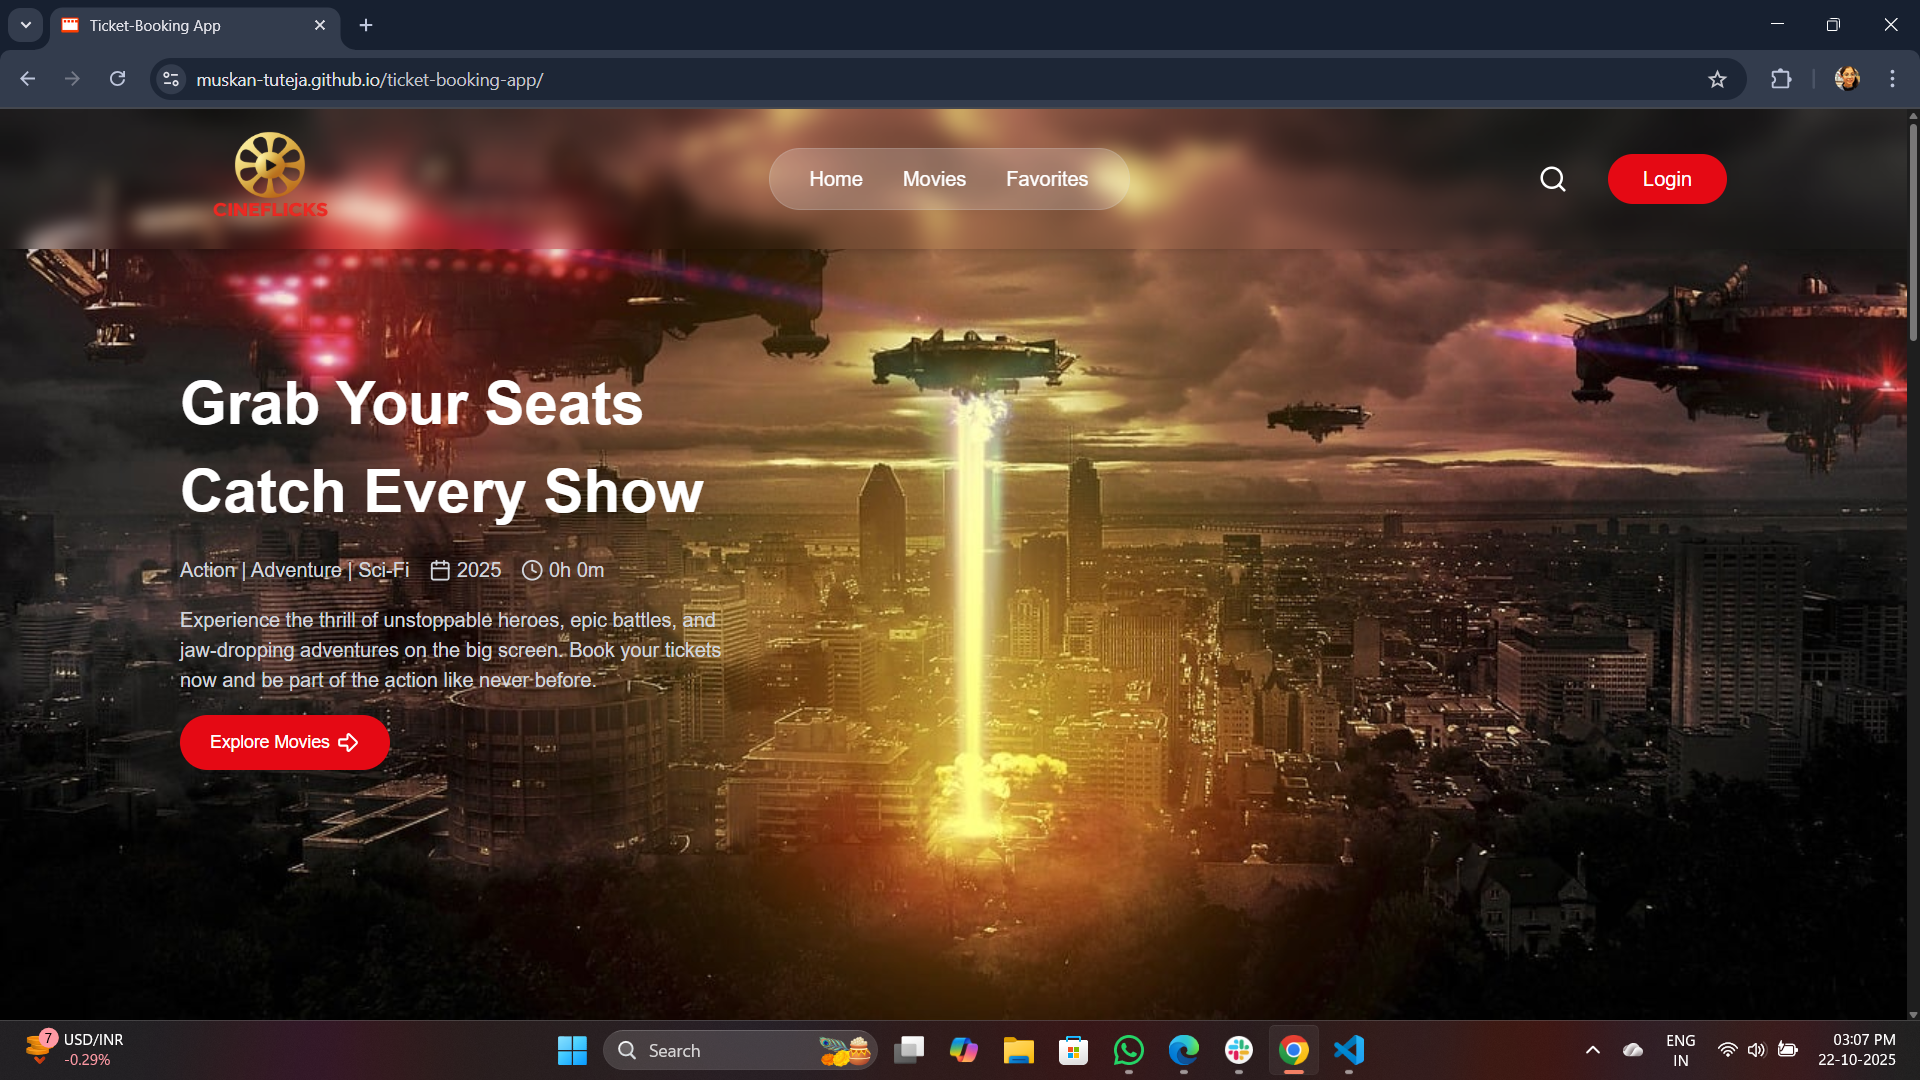 Ticket-Booking App
muskan-tuteja.github.io/ticket-booking-app/
CINEFLICKS
Home Movies Favorites
Login
Grab Your Seats
Catch Every Show
Action | Adventure | Sci-Fi 2025 0h 0m
Experience the thrill of unstoppable heroes, epic battles, and
jaw-dropping adventures on the big screen. Book your tickets
now and be part of the action like never before.
Explore Movies
7
USD/INR
-0.29%
Search
ENG
IN
03:07 PM
22-10-2025